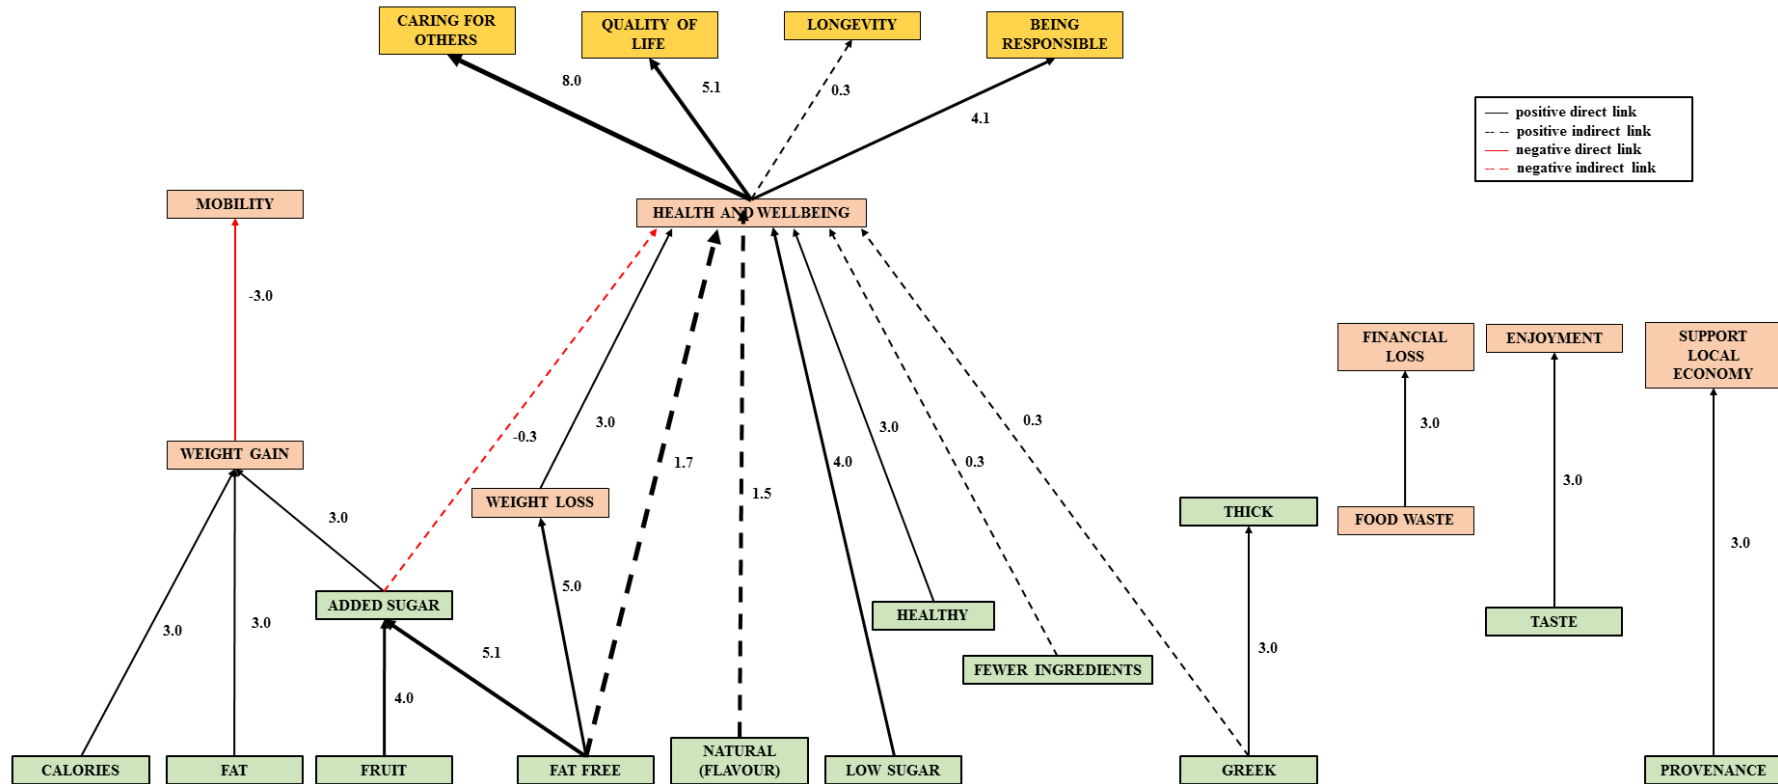 CARING FOR
OTHERS
QUALITY OF
LIFE
LONGEVITY
BEING
RESPONSIBLE
8.0
5.1
0.3
4.1
positive direct link
positive indirect link
negative direct link
negative indirect link
MOBILITY
HEALTH AND WELLBEING
-3.0
FINANCIAL
LOSS
ENJOYMENT
SUPPORT
LOCAL
ECONOMY
WEIGHT GAIN
-0.3
3.0
1.7
1.5
4.0
3.0
0.3
0.3
3.0
3.0
3.0
WEIGHT LOSS
THICK
FOOD WASTE
3.0
ADDED SUGAR
5.0
HEALTHY
TASTE
3.0
3.0
5.1
4.0
FEWER INGREDIENTS
3.0
CALORIES
FAT
FRUIT
FAT FREE
NATURAL
(FLAVOUR)
LOW SUGAR
GREEK
PROVENANCE